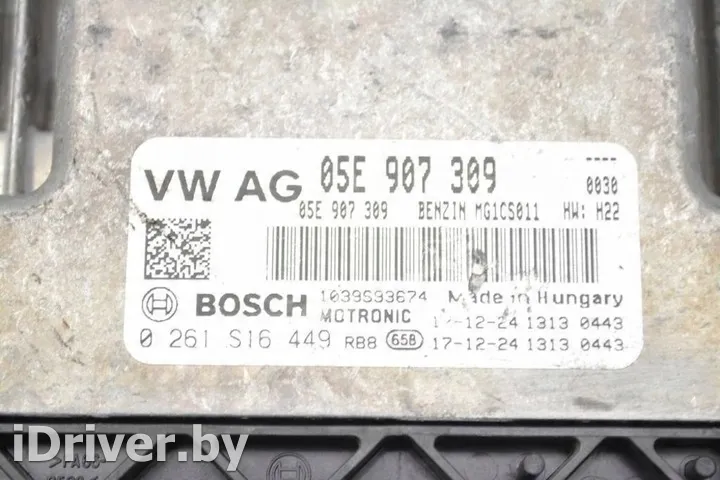 VW AG 05E 907 309 ----
0030
05E 907 309 BENZIN MG1CS011 HW: H22
BOSCH 1039S93674 Made in Hungary
MOTRONIC 17-12-24 1313 0443
0 261 S16 449 RB8 658 17-12-24 1313 0443
iDriver.by